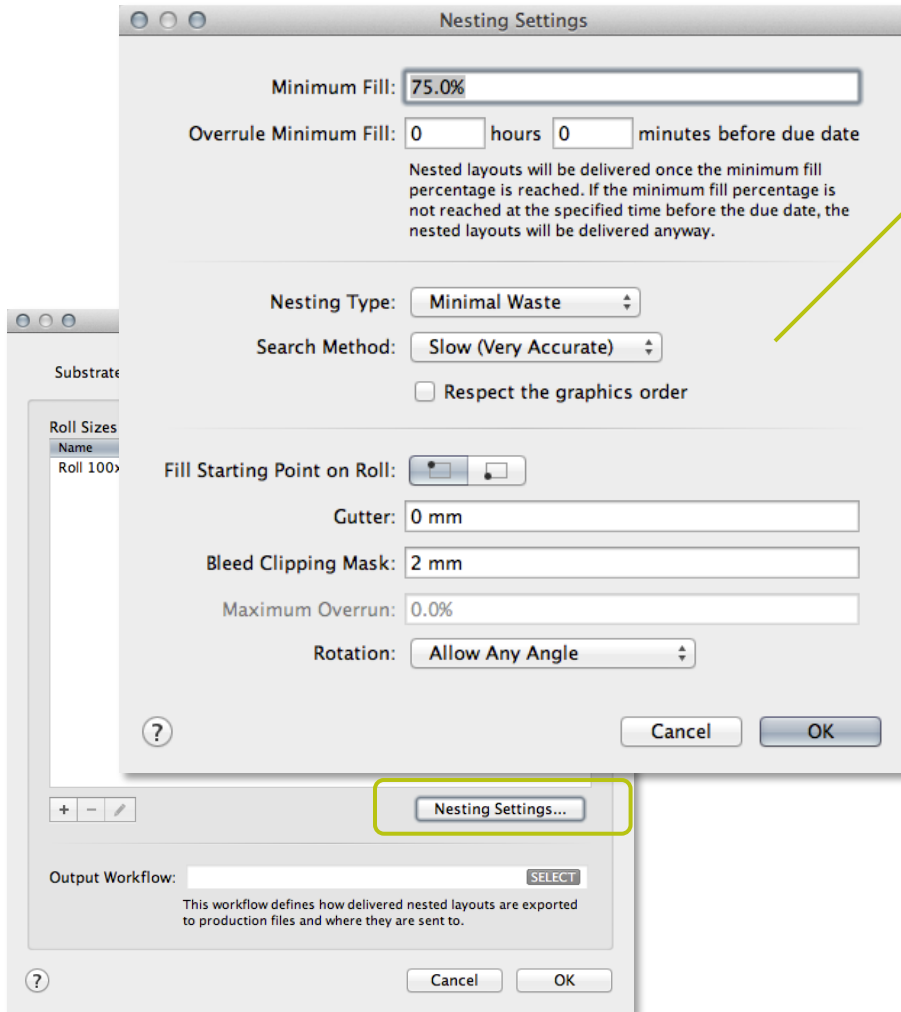 Nesting Settings
Minimum Fill: 75.0%
Overrule Minimum Fill: 0 hours 0 minutes before due date
Nested layouts will be delivered once the minimum fill
percentage is reached. If the minimum fill percentage is
not reached at the specified time before the due date, the
nested layouts will be delivered anyway.
Nesting Type: Minimal Waste
Search Method: Slow (Very Accurate)
Respect the graphics order
Fill Starting Point on Roll:
Gutter: 0 mm
Bleed Clipping Mask: 2 mm
Maximum Overrun: 0.0%
Rotation: Allow Any Angle
? Cancel OK
Substrate
Roll Sizes
Name
Roll 100x
+ −
Nesting Settings...
Output Workflow: SELECT
This workflow defines how delivered nested layouts are exported
to production files and where they are sent to.
? Cancel OK